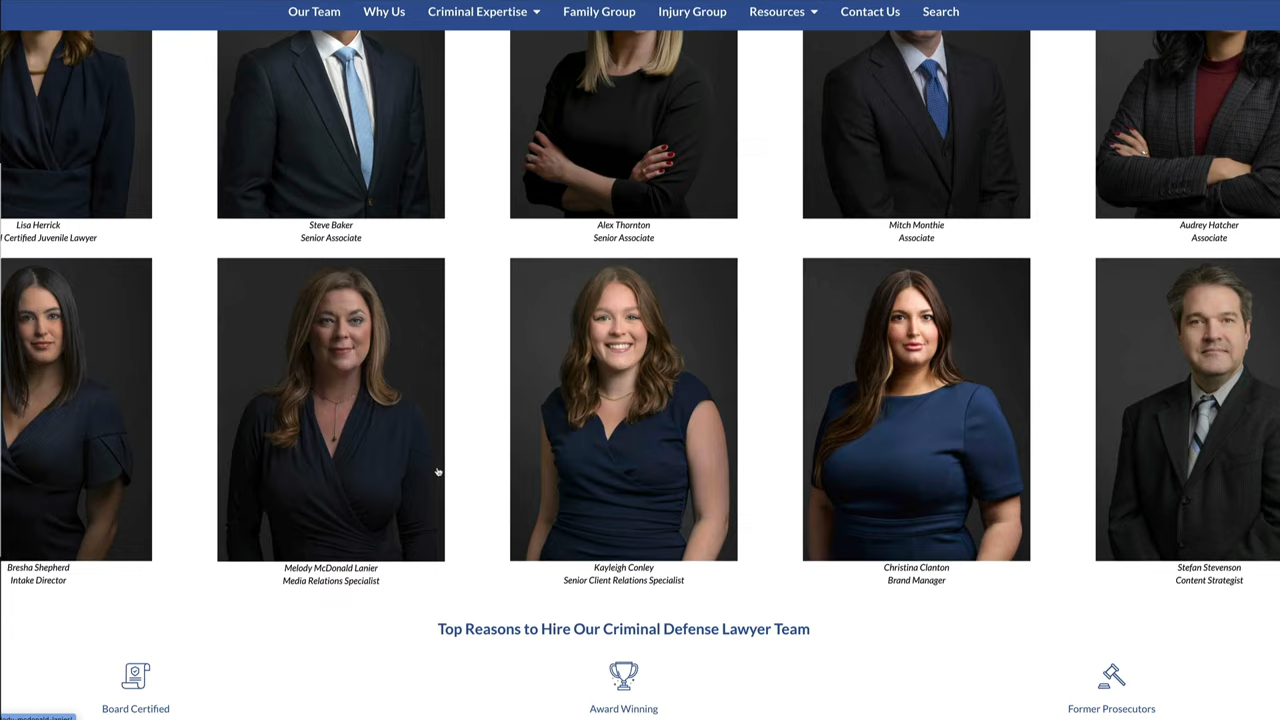 Our Team Why Us Criminal Expertise Family Group Injury Group Resources Contact Us Search
Lisa Herrick Steve Baker Alex Thornton Mitch Monthie Audrey Hatcher
Certified Juvenile Lawyer Senior Associate Senior Associate Associate Associate
Bresha Shepherd Melody McDonald Lanier Kayleigh Conley Christina Clanton Stefan Stevenson
Intake Director Media Relations Specialist Senior Client Relations Specialist Brand Manager Content Strategist
Top Reasons to Hire Our Criminal Defense Lawyer Team
Board Certified Award Winning Former Prosecutors